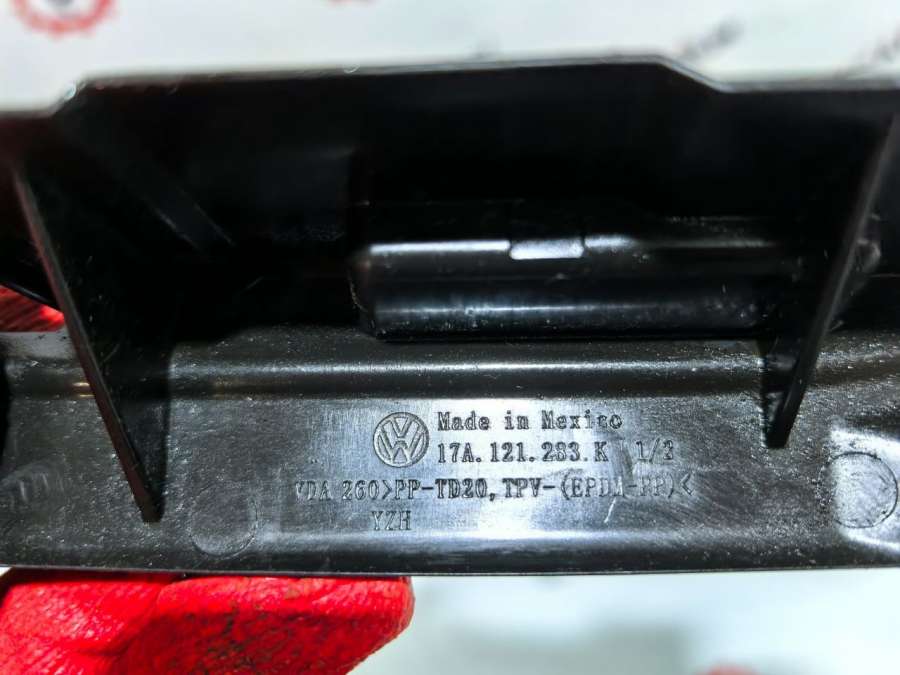 Made in Mexico
17A.121.283.K 1/2
VDA 260>PP-TD20,TPV-(EPDM-PP)<
YZH